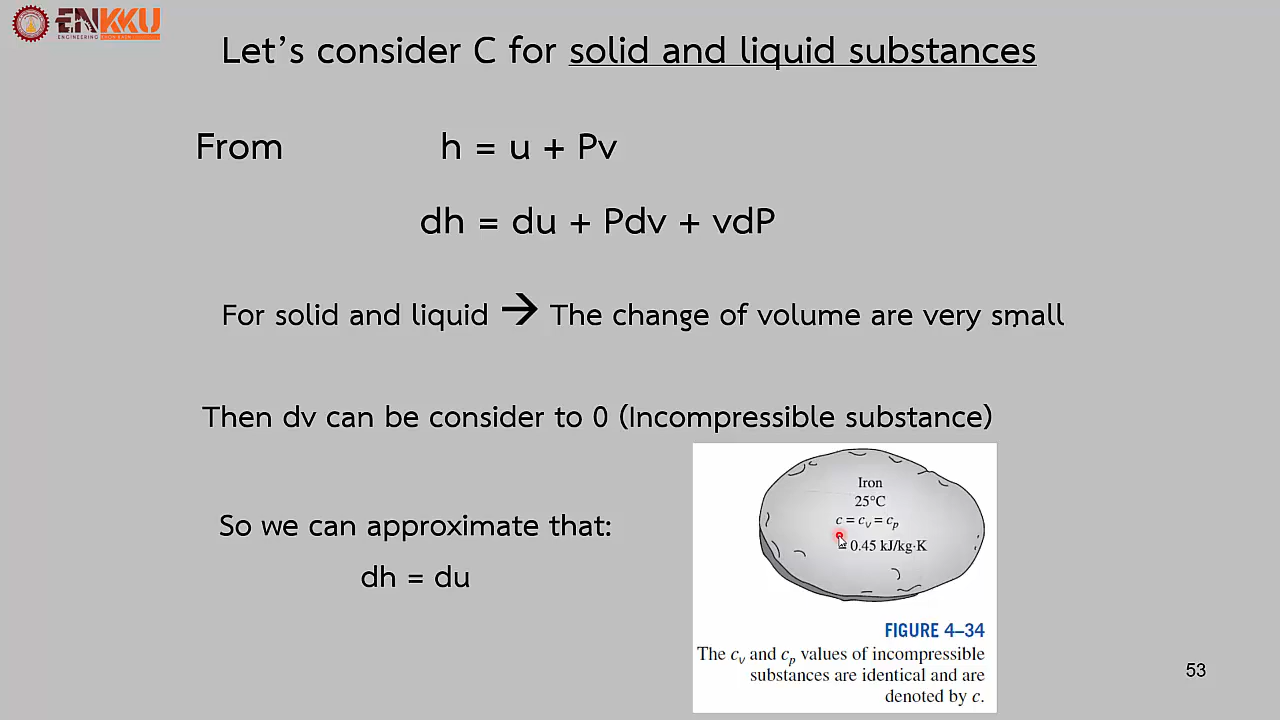 ENKKU
Let's consider C for solid and liquid substances
From h = u + Pv
dh = du + Pdv + vdP
For solid and liquid → The change of volume are very small
Then dv can be consider to 0 (Incompressible substance)
So we can approximate that:
dh = du
Iron
25°C
c = cv = cp
= 0.45 kJ/kg·K
FIGURE 4–34
The cv and cp values of incompressible
substances are identical and are
denoted by c.
53